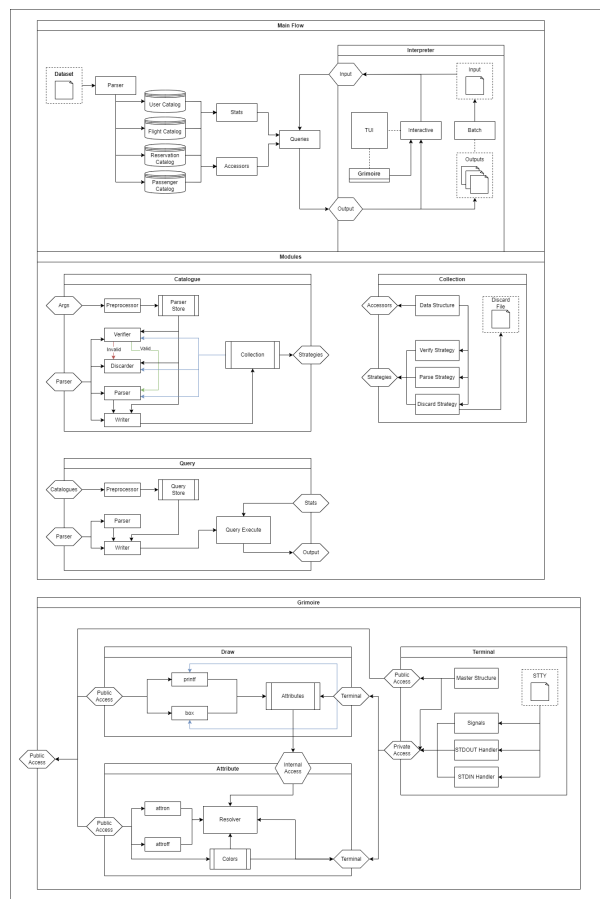 Main Flow
Interpreter
Dataset
Parser
User Catalog
Flight Catalog
Reservation
Catalog
Passenger
Catalog
Stats
Accessors
Queries
Input
Output
TUI
Interactive
Grimoire
Input
Batch
Outputs
Modules
Catalogue
Args
Preprocessor
Parser
Store
Verifier
Invalid
Valid
Discarder
Parser
Parser
Writer
Collection
Strategies
Collection
Accessors
Data Structure
Discard
File
Verify Strategy
Strategies
Parse Strategy
Discard Strategy
Query
Catalogues
Preprocessor
Query
Store
Parser
Parser
Writer
Query Execute
Stats
Output
Grimoire
Draw
Public
Access
printf
box
Attributes
Terminal
Terminal
Public
Access
Master Structure
STTY
Private
Access
Signals
STDOUT Handler
STDIN Handler
Public
Access
Internal
Access
Attribute
Public
Access
attron
attroff
Resolver
Colors
Terminal